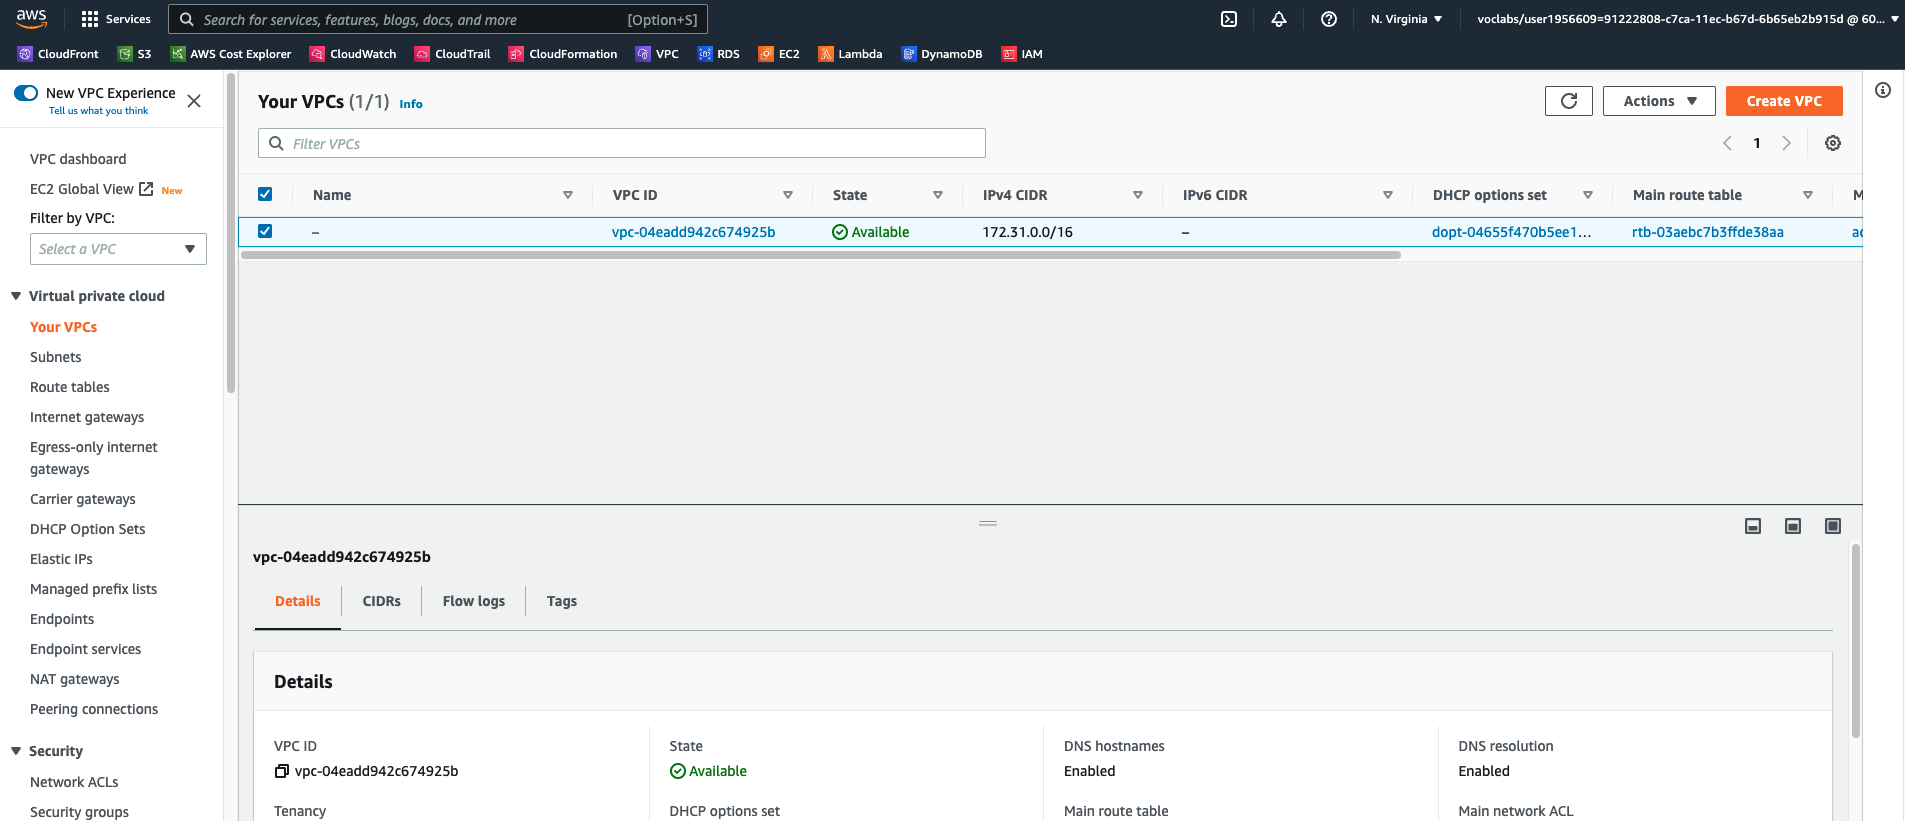 aws
Services
Search for services, features, blogs, docs, and more
[Option+S]
N. Virginia
voclabs/user1956609=91222808-c7ca-11ec-b67d-6b65eb2b915d @ 60...
CloudFront
S3
AWS Cost Explorer
CloudWatch
CloudTrail
CloudFormation
VPC
RDS
EC2
Lambda
DynamoDB
IAM
New VPC Experience
Tell us what you think
VPC dashboard
EC2 Global View New
Filter by VPC:
Select a VPC
Virtual private cloud
Your VPCs
Subnets
Route tables
Internet gateways
Egress-only internet
gateways
Carrier gateways
DHCP Option Sets
Elastic IPs
Managed prefix lists
Endpoints
Endpoint services
NAT gateways
Peering connections
Security
Network ACLs
Security groups
Your VPCs (1/1) Info
Actions
Create VPC
Filter VPCs
1
Name
VPC ID
State
IPv4 CIDR
IPv6 CIDR
DHCP options set
Main route table
M
–
vpc-04eadd942c674925b
Available
172.31.0.0/16
–
dopt-04655f470b5ee1...
rtb-03aebc7b3ffde38aa
ac
vpc-04eadd942c674925b
Details
CIDRs
Flow logs
Tags
Details
VPC ID
vpc-04eadd942c674925b
State
Available
DNS hostnames
Enabled
DNS resolution
Enabled
Tenancy
DHCP options set
Main route table
Main network ACL